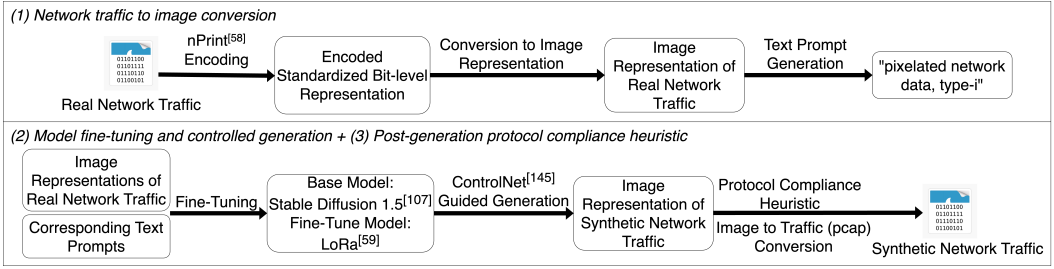 (1) Network traffic to image conversion
01101100
01101111
01110110
01100101
Real Network Traffic
nPrint[58]
Encoding
Encoded
Standardized Bit-level
Representation
Conversion to Image
Representation
Image
Representation of
Real Network
Traffic
Text Prompt
Generation
"pixelated network
data, type-i"
(2) Model fine-tuning and controlled generation + (3) Post-generation protocol compliance heuristic
Image
Representations of
Real Network Traffic
Corresponding Text
Prompts
Fine-Tuning
Base Model:
Stable Diffusion 1.5[107]
Fine-Tune Model:
LoRa[59]
ControlNet[145]
Guided Generation
Image
Representation of
Synthetic Network
Traffic
Protocol Compliance
Heuristic
Image to Traffic (pcap)
Conversion
01101100
01101111
01110110
01100101
Synthetic Network Traffic